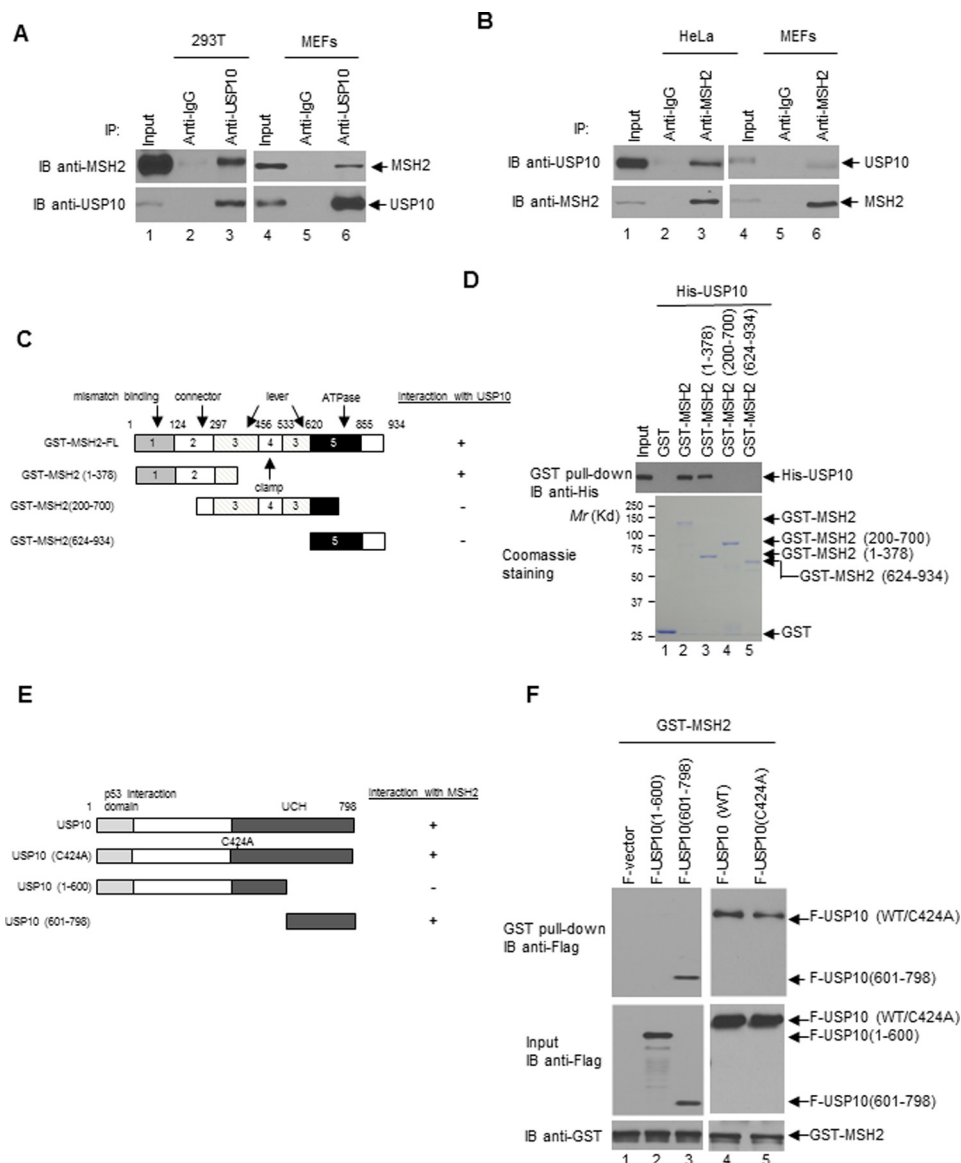 A
293T
MEFs
IP:
Input
Anti-IgG
Anti-USP10
Input
Anti-IgG
Anti-USP10
IB anti-MSH2
MSH2
IB anti-USP10
USP10
1 2 3 4 5 6
B
HeLa
MEFs
IP:
Input
Anti-IgG
Anti-MSH2
Input
Anti-IgG
Anti-MSH2
IB anti-USP10
USP10
IB anti-MSH2
MSH2
1 2 3 4 5 6
C
mismatch binding connector lever ATPase Interaction with USP10
1 124 297 456 533 620 855 934
GST-MSH2-FL 1 2 3 4 3 5 +
GST-MSH2 (1-378) 1 2 +
clamp
GST-MSH2(200-700) 3 4 3 -
GST-MSH2(624-934) 5 -
D
His-USP10
Input
GST
GST-MSH2
GST-MSH2 (1-378)
GST-MSH2 (200-700)
GST-MSH2 (624-934)
GST pull-down
IB anti-His
His-USP10
Mr (Kd)
250
150
100
75
50
37
25
Coomassie
staining
GST-MSH2
GST-MSH2 (200-700)
GST-MSH2 (1-378)
GST-MSH2 (624-934)
GST
1 2 3 4 5
E
p53 Interaction
domain
1 UCH 798
Interaction with MSH2
USP10 +
C424A
USP10 (C424A) +
USP10 (1-600) -
USP10 (601-798) +
F
GST-MSH2
F-vector
F-USP10(1-600)
F-USP10(601-798)
F-USP10 (WT)
F-USP10(C424A)
GST pull-down
IB anti-Flag
F-USP10 (WT/C424A)
F-USP10(601-798)
Input
IB anti-Flag
F-USP10 (WT/C424A)
F-USP10(1-600)
F-USP10(601-798)
IB anti-GST
GST-MSH2
1 2 3 4 5